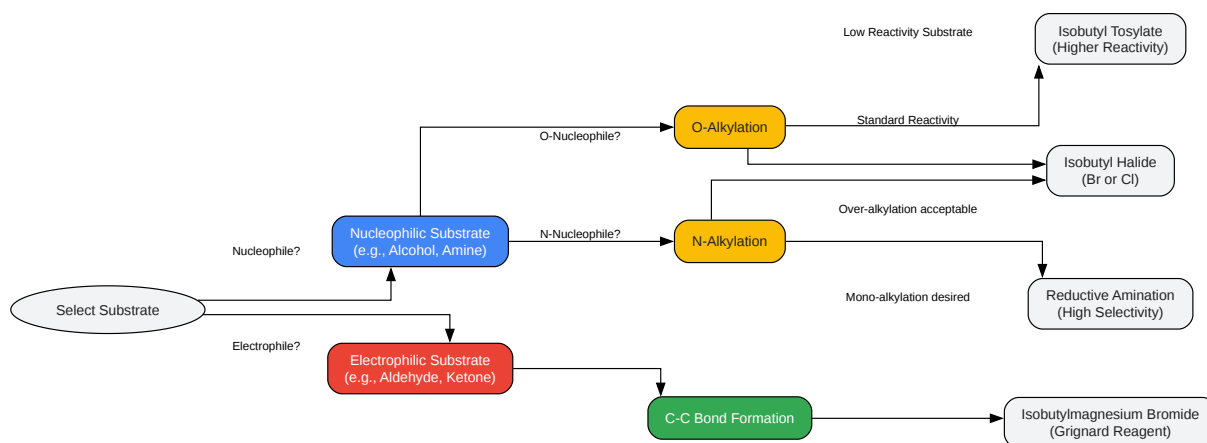 Low Reactivity Substrate
Isobutyl Tosylate
(Higher Reactivity)
O-Nucleophile?
O-Alkylation
Standard Reactivity
Isobutyl Halide
(Br or Cl)
Nucleophile?
Nucleophilic Substrate
(e.g., Alcohol, Amine)
N-Nucleophile?
N-Alkylation
Over-alkylation acceptable
Select Substrate
Mono-alkylation desired
Reductive Amination
(High Selectivity)
Electrophile?
Electrophilic Substrate
(e.g., Aldehyde, Ketone)
C-C Bond Formation
Isobutylmagnesium Bromide
(Grignard Reagent)